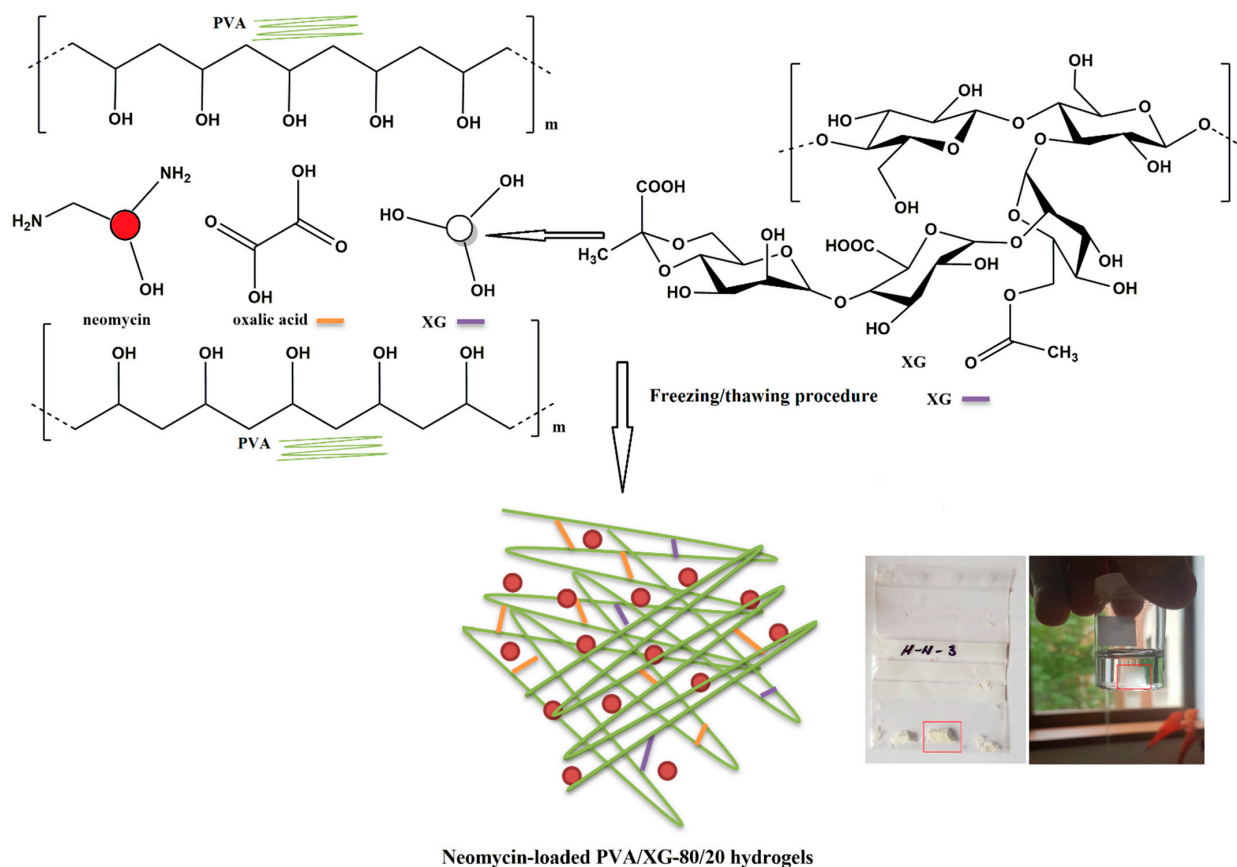 PVA
OH OH OH OH OH
m
NH2
H2N
OH
neomycin
OH
O
O
OH
oxalic acid
OH
HO
OH
XG
OH OH OH OH OH
m
PVA
OH
OH
HO
O
O
O
O
O
O
OH
OH
O
OH
COOH
O
H3C
O
OH
O
HO
O
HOOC
O
O
OH
HO
O
O
OH
OH
O
O
CH3
XG
XG
Freezing/thawing procedure
H-H-3
Neomycin-loaded PVA/XG-80/20 hydrogels